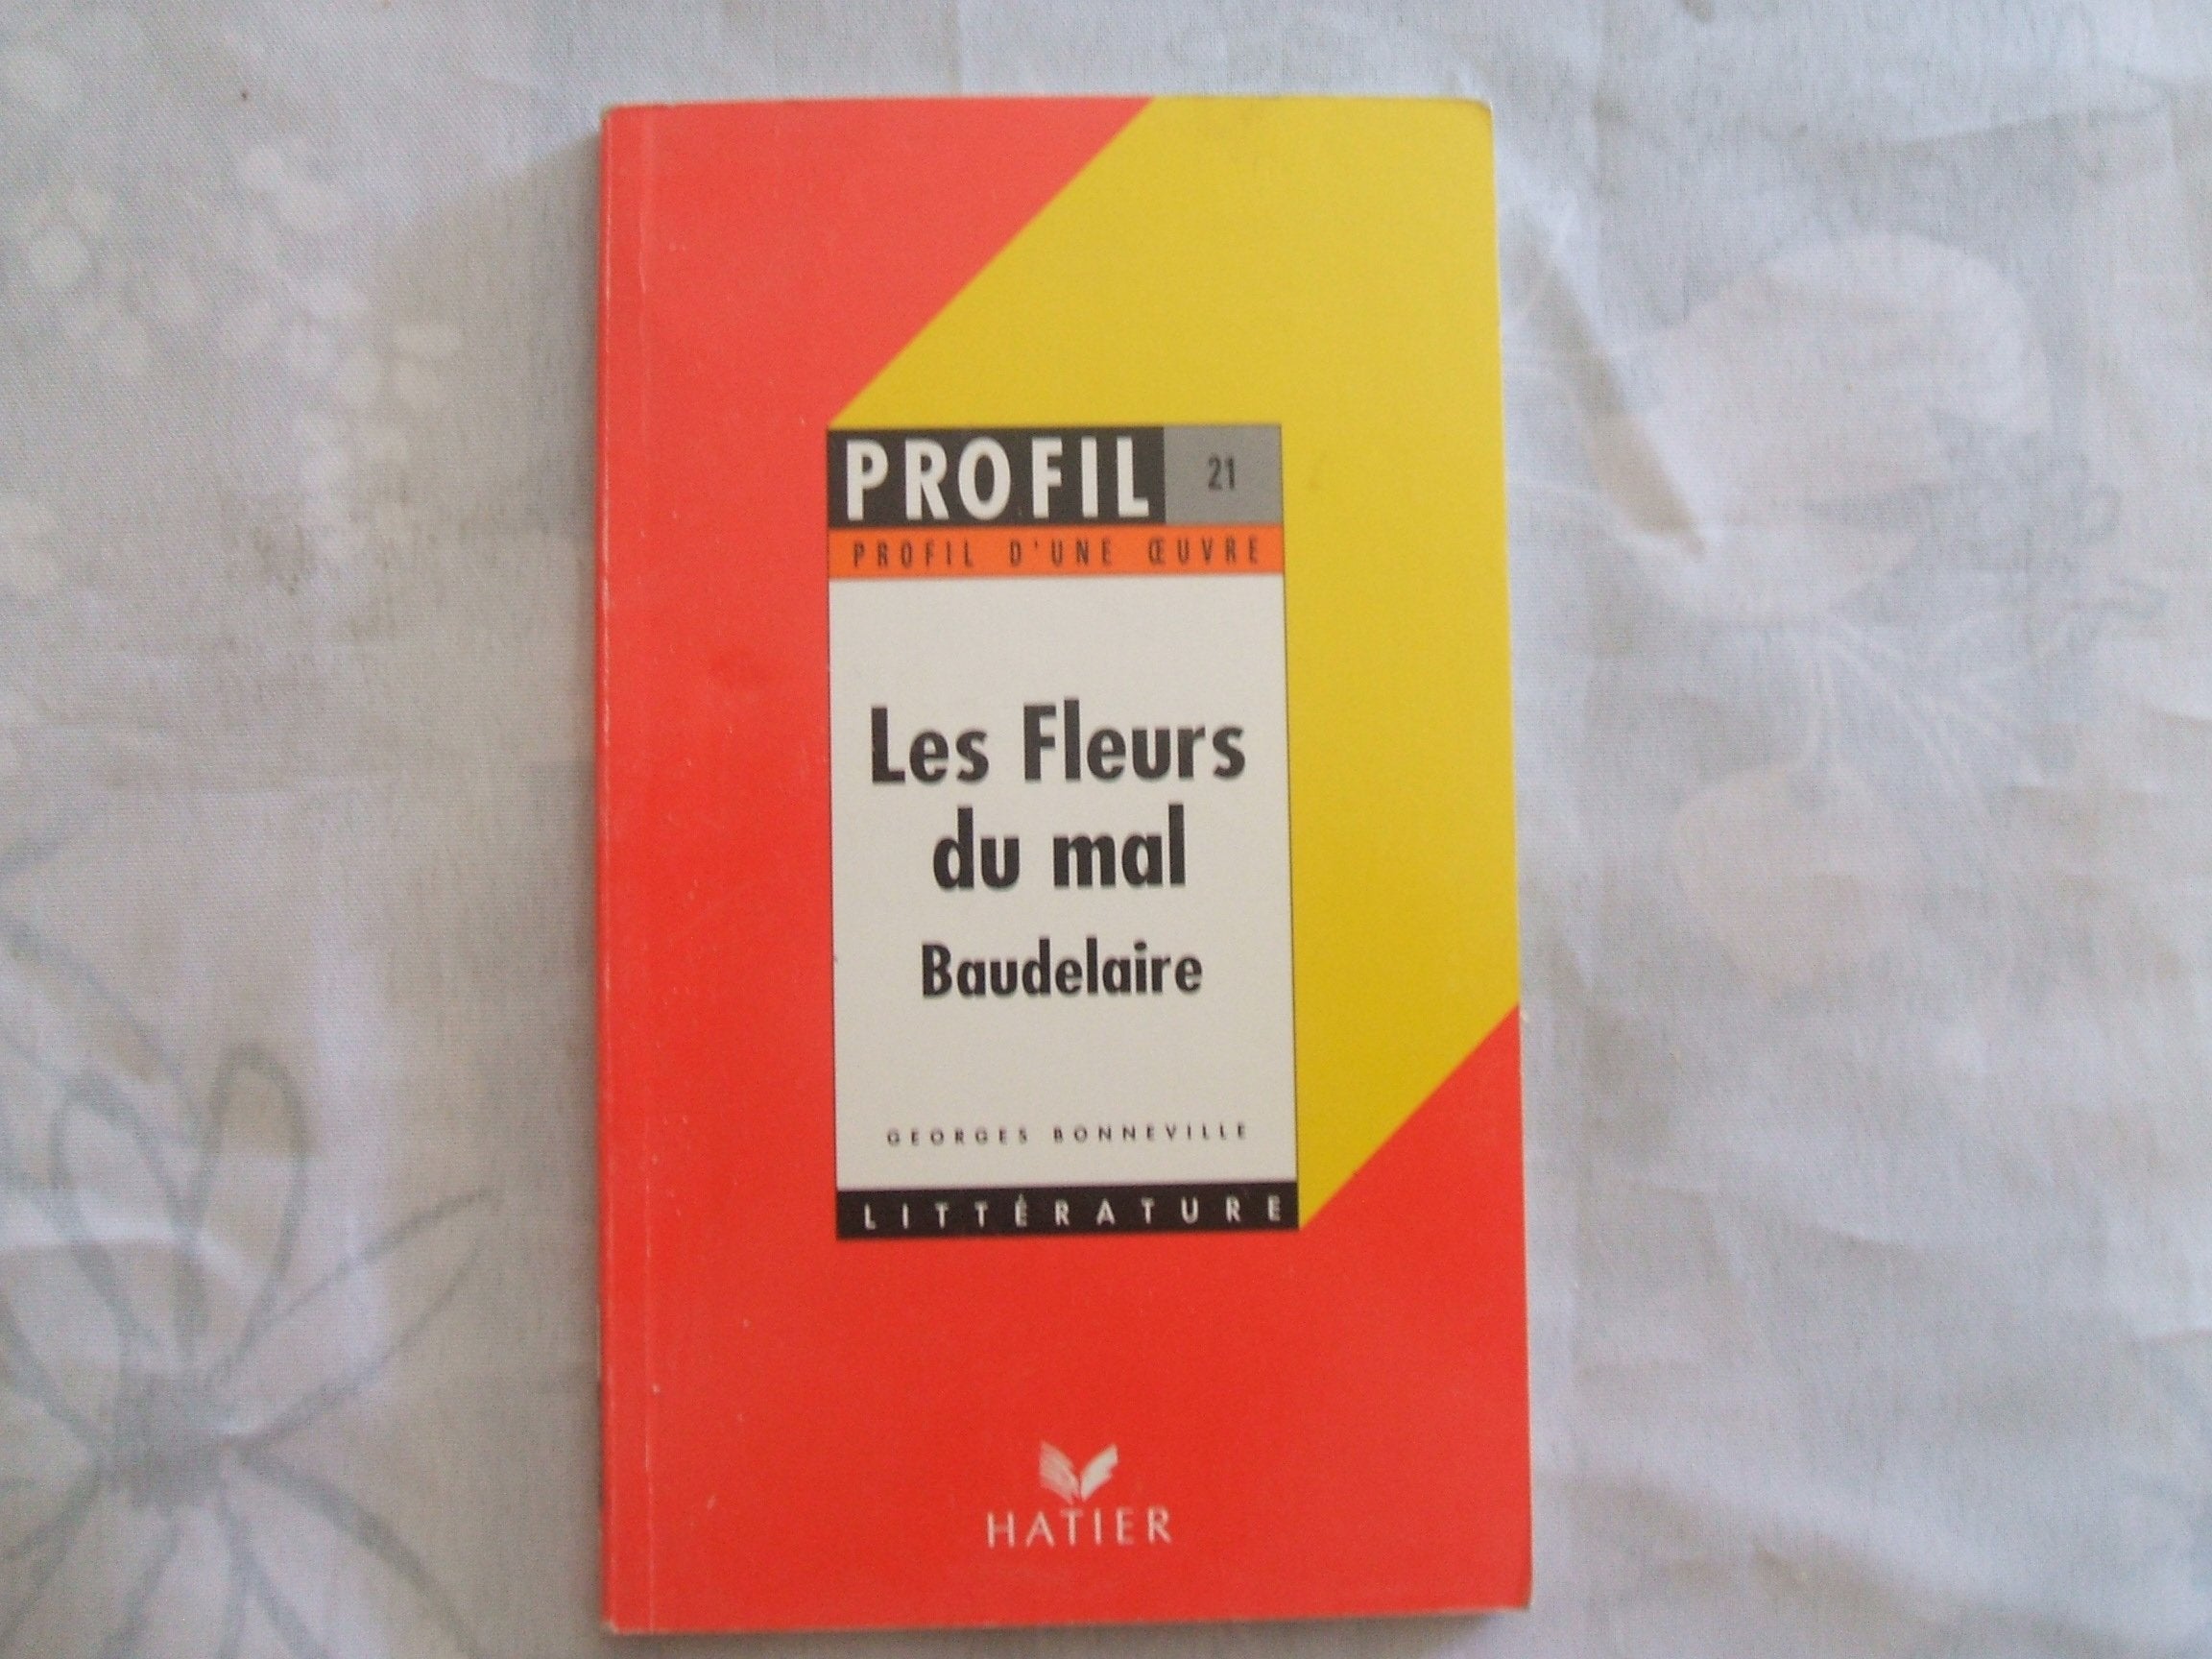 PROFIL 21
PROFIL D'UNE ŒUVRE
Les Fleurs
du mal
Baudelaire
GEORGES BONNEVILLE
LITTÉRATURE
HATIER